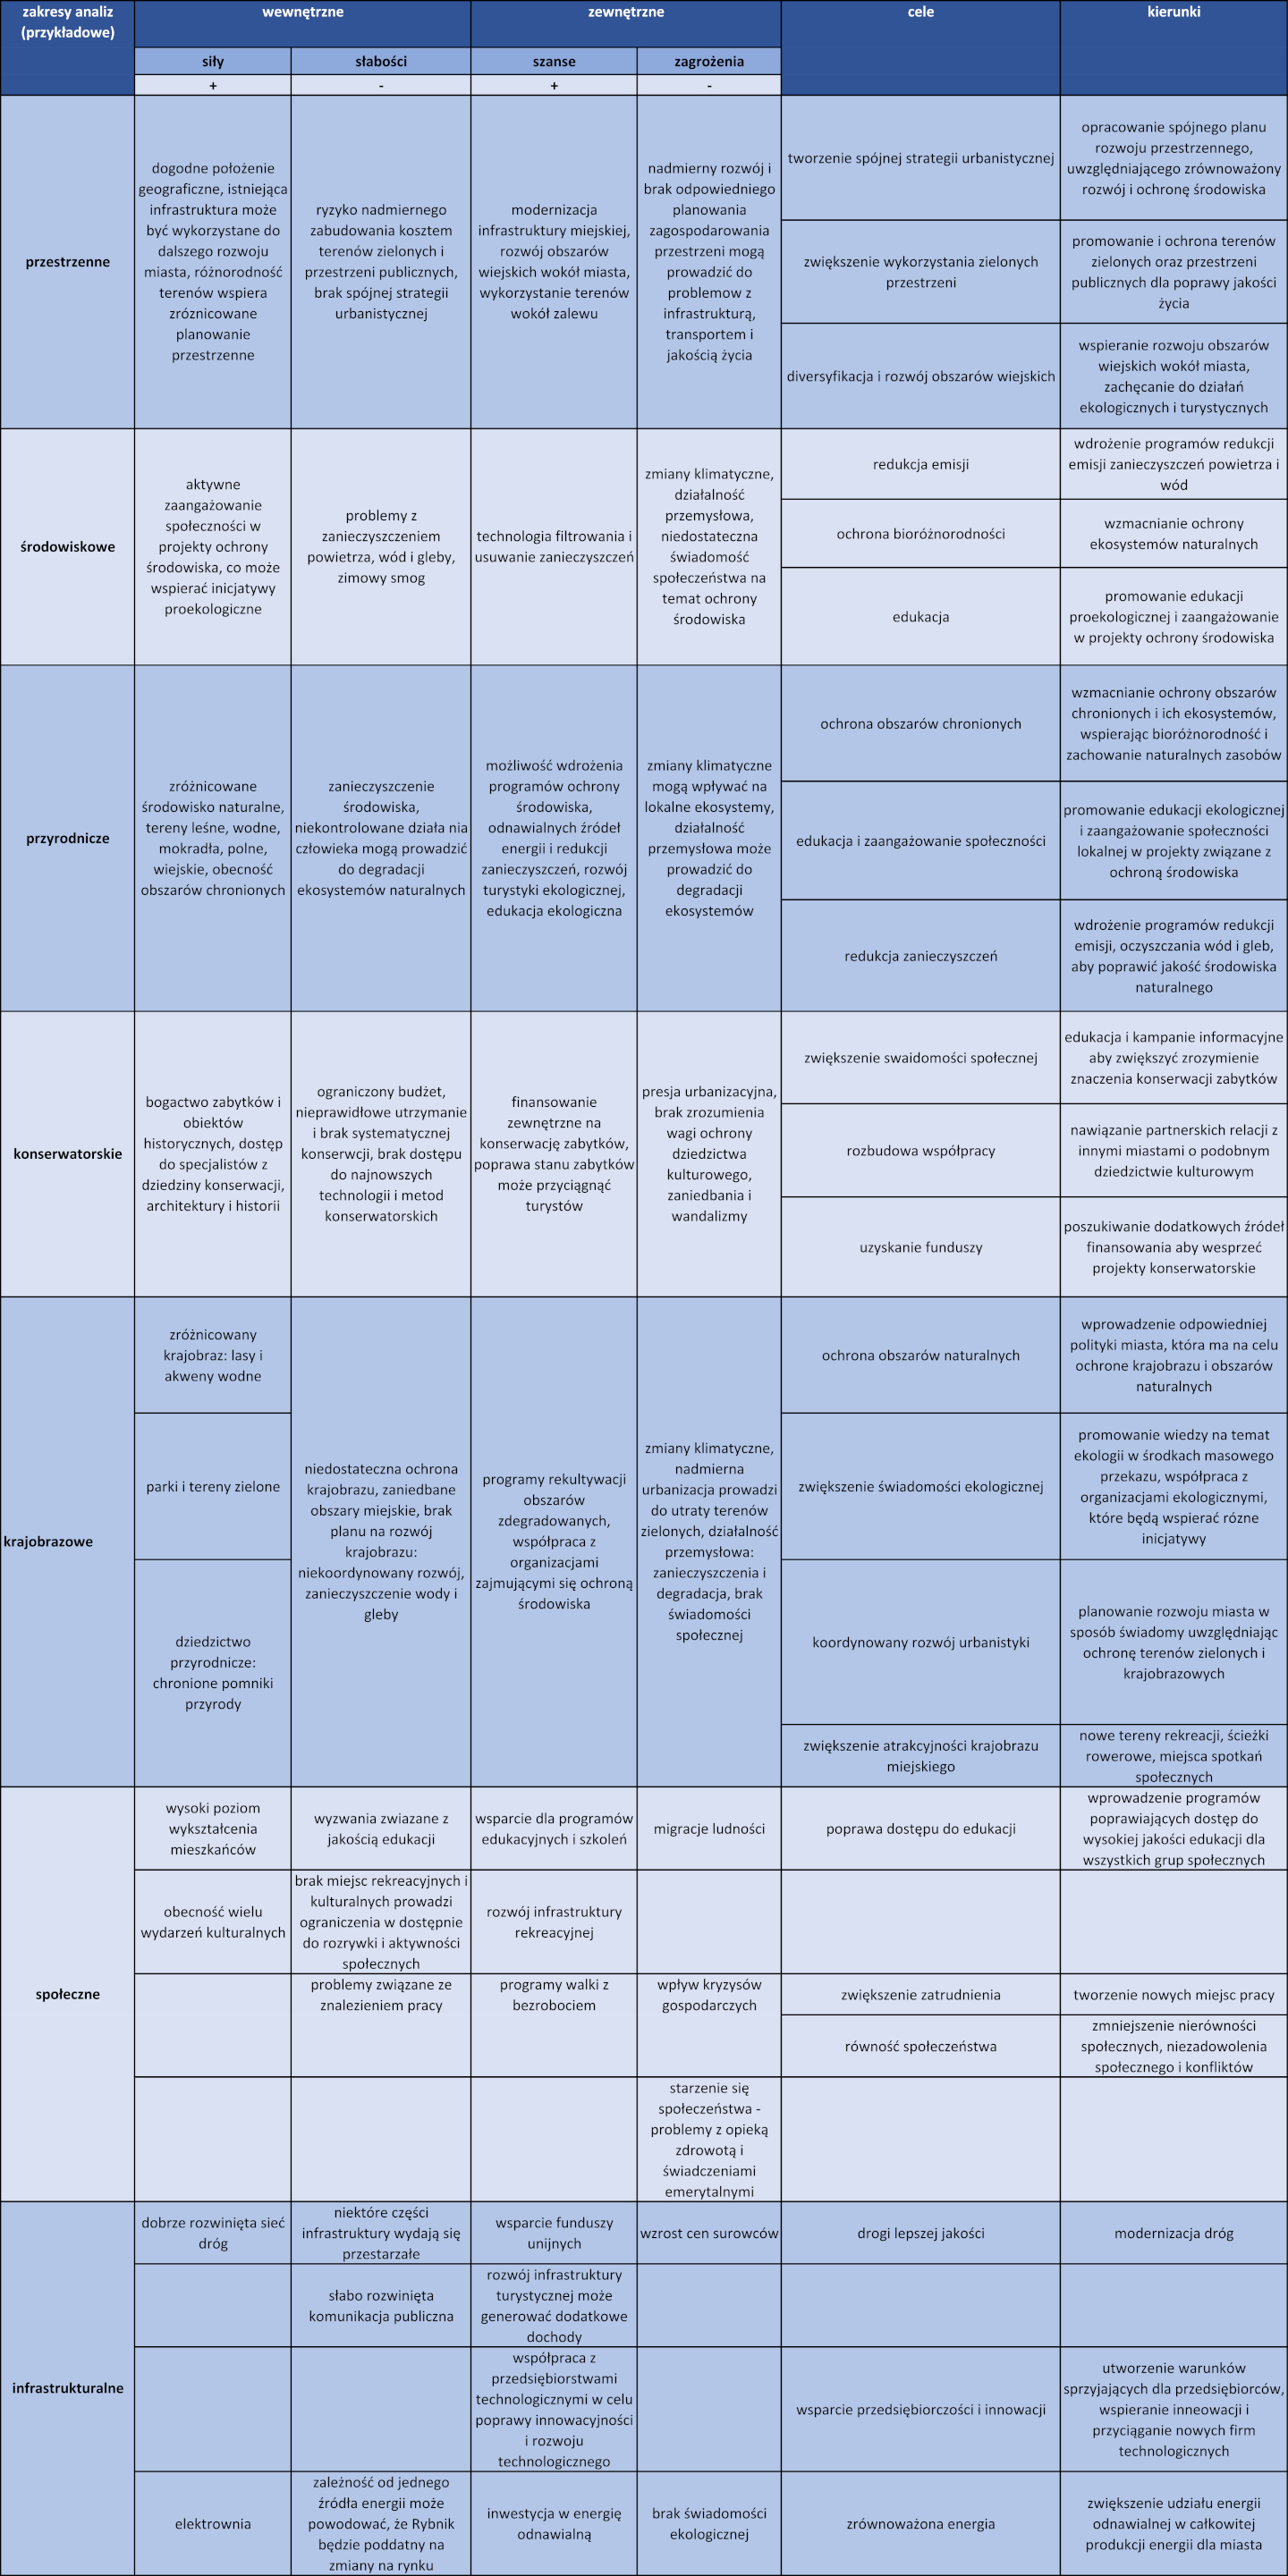 zakresy analiz
(przykładowe)
wewnętrzne
zewnętrzne
cele
kierunki
siły
słabości
szanse
zagrożenia
+
-
+
-
przestrzenne
dogodne położenie
geograficzne, istniejąca
infrastruktura może
być wykorzystane do
dalszego rozwoju
miasta, różnorodność
terenów wspiera
zróznicowane
planowanie
przestrzenne
ryzyko nadmiernego
zabudowania kosztem
terenów zielonych i
przestrzeni publicznych,
brak spójnej strategii
urbanistycznej
modernizacja
infrastruktury miejskiej,
rozwój obszarów
wiejskich wokół miasta,
wykorzystanie terenów
wokół zalewu
nadmierny rozwój i
brak odpowiedniego
planowania
zagospodarowania
przestrzeni mogą
prowadzić do
problemow z
infrastrukturą,
transportem i
jakością życia
tworzenie spójnej strategii urbanistycznej
opracowanie spójnego planu
rozwoju przestrzennego,
uwzględniającego zrównoważony
rozwój i ochronę środowiska
zwiększenie wykorzystania zielonych
przestrzeni
promowanie i ochrona terenów
zielonych oraz przestrzeni
publicznych dla poprawy jakości
życia
diversyfikacja i rozwój obszarów wiejskich
wspieranie rozwoju obszarów
wiejskich wokół miasta,
zachęcanie do działań
ekologicznych i turystycznych
środowiskowe
aktywne
zaangażowanie
społeczności w
projekty ochrony
środowiska, co może
wspierać inicjatywy
proekologiczne
problemy z
zanieczyszczeniem
powietrza, wód i gleby,
zimowy smog
technologia filtrowania i
usuwanie zanieczyszczeń
zmiany klimatyczne,
działalność
przemysłowa,
niedostateczna
świadomość
społeczeństwa na
temat ochrony
środowiska
redukcja emisji
wdrożenie programów redukcji
emisji zanieczyszczeń powietrza i
wód
ochrona bioróżnorodności
wzmacnianie ochrony
ekosystemów naturalnych
edukacja
promowanie edukacji
proekologicznej i zaangażowanie
w projekty ochrony środowiska
przyrodnicze
zróżnicowane
środowisko naturalne,
tereny leśne, wodne,
mokradła, polne,
wiejskie, obecność
obszarów chronionych
zanieczyszczenie
środowiska,
niekontrolowane działa nia
człowieka mogą prowadzić
do degradacji
ekosystemów naturalnych
możliwość wdrożenia
programów ochrony
środowiska,
odnawialnych źródeł
energii i redukcji
zanieczyszczeń, rozwój
turystyki ekologicznej,
edukacja ekologiczna
zmiany klimatyczne
mogą wpływać na
lokalne ekosystemy,
działalność
przemysłowa może
prowadzić do
degradacji
ekosystemów
ochrona obszarów chronionych
wzmacnianie ochrony obszarów
chronionych i ich ekosystemów,
wspierając bioróżnorodność i
zachowanie naturalnych zasobów
edukacja i zaangażowanie społeczności
promowanie edukacji ekologicznej
i zaangażowanie społeczności
lokalnej w projekty związane z
ochroną środowiska
redukcja zanieczyszczeń
wdrożenie programów redukcji
emisji, oczyszczania wód i gleb,
aby poprawić jakość środowiska
naturalnego
konserwatorskie
bogactwo zabytków i
obiektów
historycznych, dostęp
do specjalistów z
dziedziny konserwacji,
architektury i historii
ograniczony budżet,
nieprawidłowe utrzymanie
i brak systematycznej
konserwcji, brak dostępu
do najnowszych
technologii i metod
konserwatorskich
finansowanie
zewnętrzne na
konserwację zabytków,
poprawa stanu zabytków
może przyciągnąć
turystów
presja urbanizacyjna,
brak zrozumienia
wagi ochrony
dziedzictwa
kulturowego,
zaniedbania i
wandalizmy
zwiększenie swaidomości społecznej
edukacja i kampanie informacyjne
aby zwiększyć zrozymienie
znaczenia konserwacji zabytków
rozbudowa współpracy
nawiązanie partnerskich relacji z
innymi miastami o podobnym
dziedzictwie kulturowym
uzyskanie funduszy
poszukiwanie dodatkowych źródeł
finansowania aby wesprzeć
projekty konserwatorskie
krajobrazowe
zróżnicowany
krajobraz: lasy i
akweny wodne
parki i tereny zielone
dziedzictwo
przyrodnicze:
chronione pomniki
przyrody
niedostateczna ochrona
krajobrazu, zaniedbane
obszary miejskie, brak
planu na rozwój
krajobrazu:
niekoordynowany rozwój,
zanieczyszczenie wody i
gleby
programy rekultywacji
obszarów
zdegradowanych,
współpraca z
organizacjami
zajmującymi się ochroną
środowiska
zmiany klimatyczne,
nadmierna
urbanizacja prowadzi
do utraty terenów
zielonych, działalność
przemysłowa:
zanieczyszczenia i
degradacja, brak
świadomości
społecznej
ochrona obszarów naturalnych
wprowadzenie odpowiedniej
polityki miasta, która ma na celu
ochrone krajobrazu i obszarów
naturalnych
zwiększenie świadomości ekologicznej
promowanie wiedzy na temat
ekologii w środkach masowego
przekazu, współpraca z
organizacjami ekologicznymi,
które będą wspierać rózne
inicjatywy
koordynowany rozwój urbanistyki
planowanie rozwoju miasta w
sposób świadomy uwzględniając
ochronę terenów zielonych i
krajobrazowych
zwiększenie atrakcyjności krajobrazu
miejskiego
nowe tereny rekreacji, ścieżki
rowerowe, miejsca spotkań
społecznych
społeczne
wysoki poziom
wykształcenia
mieszkańców
wyzwania zwiazane z
jakością edukacji
wsparcie dla programów
edukacyjnych i szkoleń
migracje ludności
poprawa dostępu do edukacji
wprowadzenie programów
poprawiających dostęp do
wysokiej jakości edukacji dla
wszystkich grup społecznych
obecność wielu
wydarzeń kulturalnych
brak miejsc rekreacyjnych i
kulturalnych prowadzi
ograniczenia w dostępnie
do rozrywki i aktywności
społecznych
rozwój infrastruktury
rekreacyjnej
problemy związane ze
znalezieniem pracy
programy walki z
bezrobociem
wpływ kryzysów
gospodarczych
zwiększenie zatrudnienia
tworzenie nowych miejsc pracy
równość społeczeństwa
zmniejszenie nierówności
społecznych, niezadowolenia
społecznego i konfliktów
starzenie się
społeczeństwa -
problemy z opieką
zdrowotą i
świadczeniami
emerytalnymi
infrastrukturalne
dobrze rozwinięta sieć
dróg
niektóre części
infrastruktury wydają się
przestarzałe
wsparcie funduszy
unijnych
wzrost cen surowców
drogi lepszej jakości
modernizacja dróg
słabo rozwinięta
komunikacja publiczna
rozwój infrastruktury
turystycznej może
generować dodatkowe
dochody
współpraca z
przedsiębiorstwami
technologicznymi w celu
poprawy innowacyjności
i rozwoju
technologicznego
wsparcie przedsiębiorczości i innowacji
utworzenie warunków
sprzyjających dla przedsiębiorców,
wspieranie inneowacji i
przyciąganie nowych firm
technologicznych
elektrownia
zależność od jednego
źródła energii może
powodować, że Rybnik
będzie poddatny na
zmiany na rynku
inwestycja w energię
odnawialną
brak świadomości
ekologicznej
zrównoważona energia
zwiększenie udziału energii
odnawialnej w całkowitej
produkcji energii dla miasta